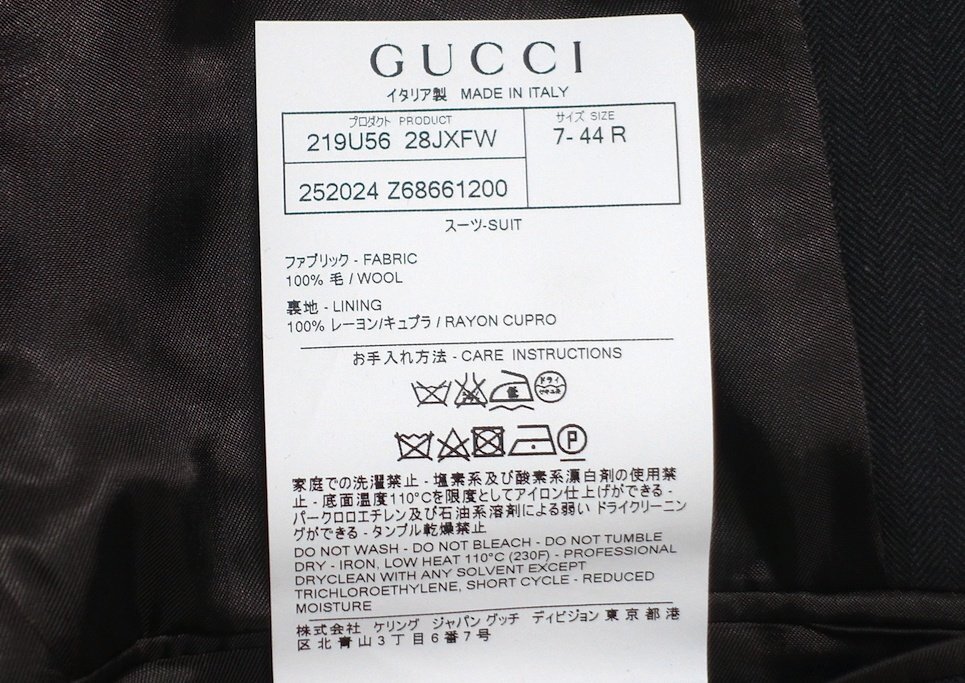 GUCCI
イタリア製 MADE IN ITALY
プロダクト PRODUCT
219U56 28JXFW
サイズ SIZE
7- 44 R
252024 Z68661200
スーツ-SUIT
ファブリック - FABRIC
100% 毛 / WOOL
裏地 - LINING
100% レーヨン/キュプラ / RAYON CUPRO
お手入れ方法 - CARE INSTRUCTIONS
低 ドライ セキユ系
P
家庭での洗濯禁止 - 塩素系及び酸素系漂白剤の使用禁
止 - 底面温度110°Cを限度としてアイロン仕上げができる -
パークロロエチレン及び石油系溶剤による弱い ドライクリーニン
グができる - タンブル乾燥禁止
DO NOT WASH - DO NOT BLEACH - DO NOT TUMBLE
DRY - IRON, LOW HEAT 110°C (230F) - PROFESSIONAL
DRYCLEAN WITH ANY SOLVENT EXCEPT
TRICHLOROETHYLENE, SHORT CYCLE - REDUCED
MOISTURE
株式会社 ケリング ジャパン グッチ ディビジョン 東京都港
区北青山3丁目6番7号